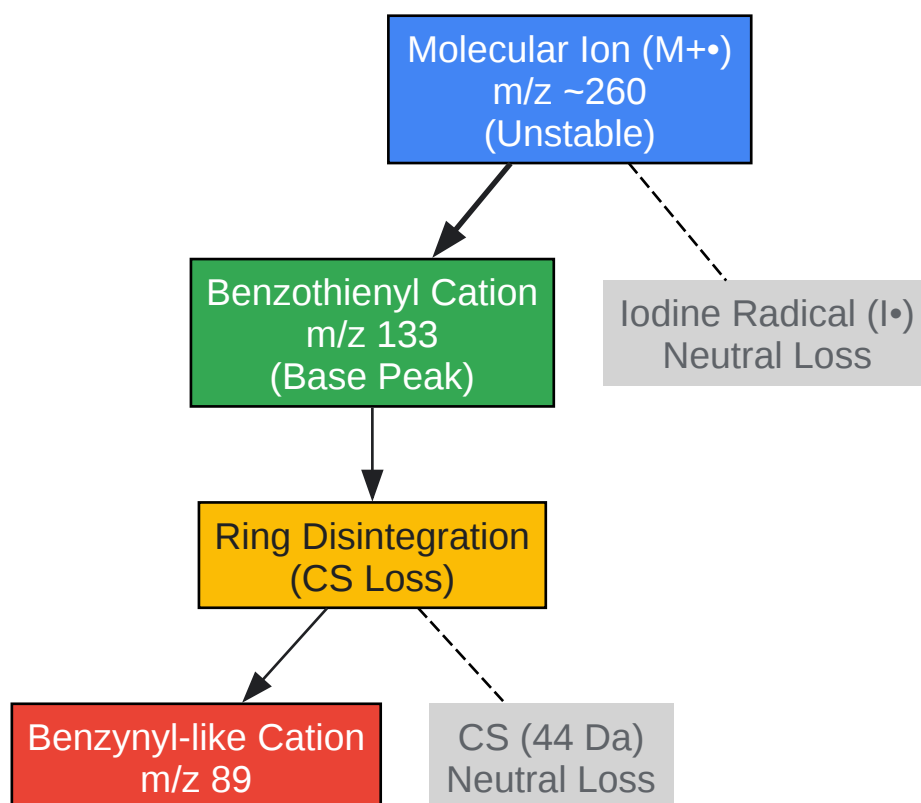 Molecular Ion (M+•)
m/z ~260
(Unstable)
Benzothienyl Cation
m/z 133
(Base Peak)
Iodine Radical (I•)
Neutral Loss
Ring Disintegration
(CS Loss)
Benzynyl-like Cation
m/z 89
CS (44 Da)
Neutral Loss